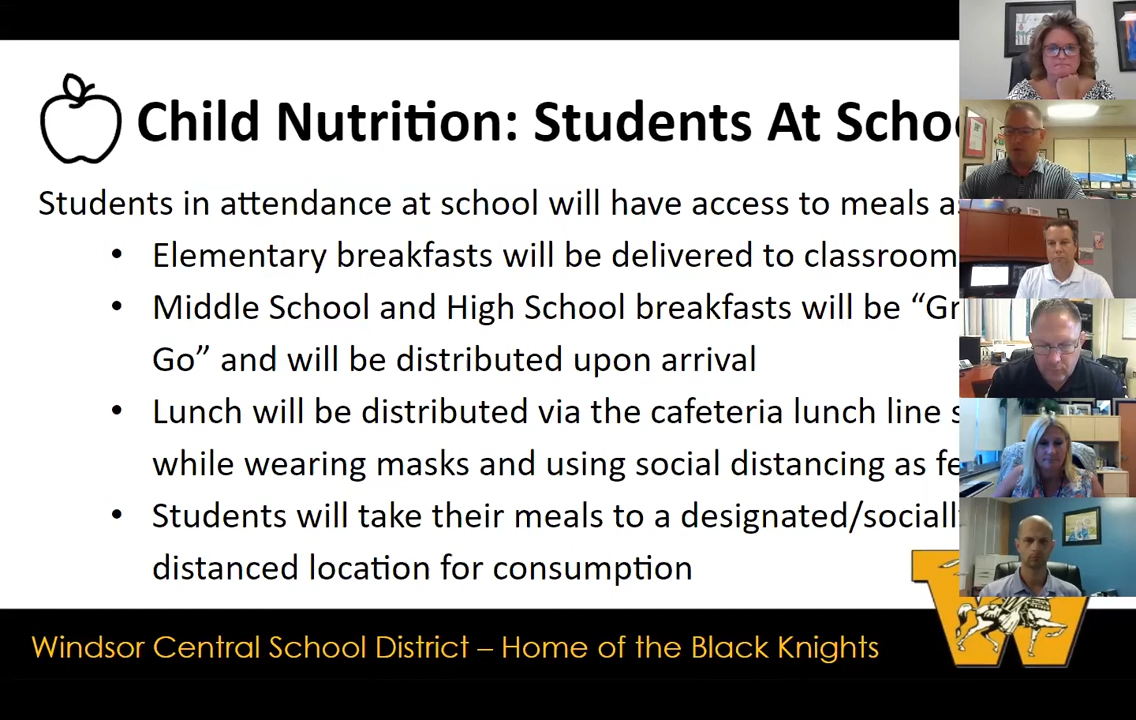 Child Nutrition: Students At Schoo
Students in attendance at school will have access to meals as
• Elementary breakfasts will be delivered to classroom
• Middle School and High School breakfasts will be “Gr
Go” and will be distributed upon arrival
• Lunch will be distributed via the cafeteria lunch line s
while wearing masks and using social distancing as fe
• Students will take their meals to a designated/sociall
distanced location for consumption
W
Windsor Central School District – Home of the Black Knights